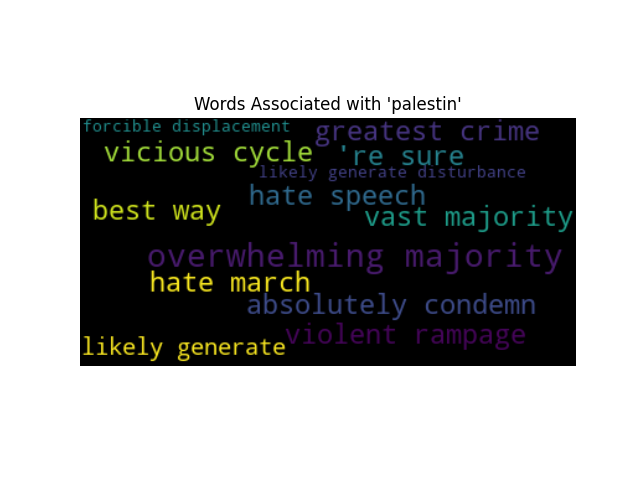 Words Associated with 'palestin'
forcible displacement
greatest crime
vicious cycle
're sure
likely generate disturbance
hate speech
best way
vast majority
overwhelming majority
hate march
absolutely condemn
violent rampage
likely generate